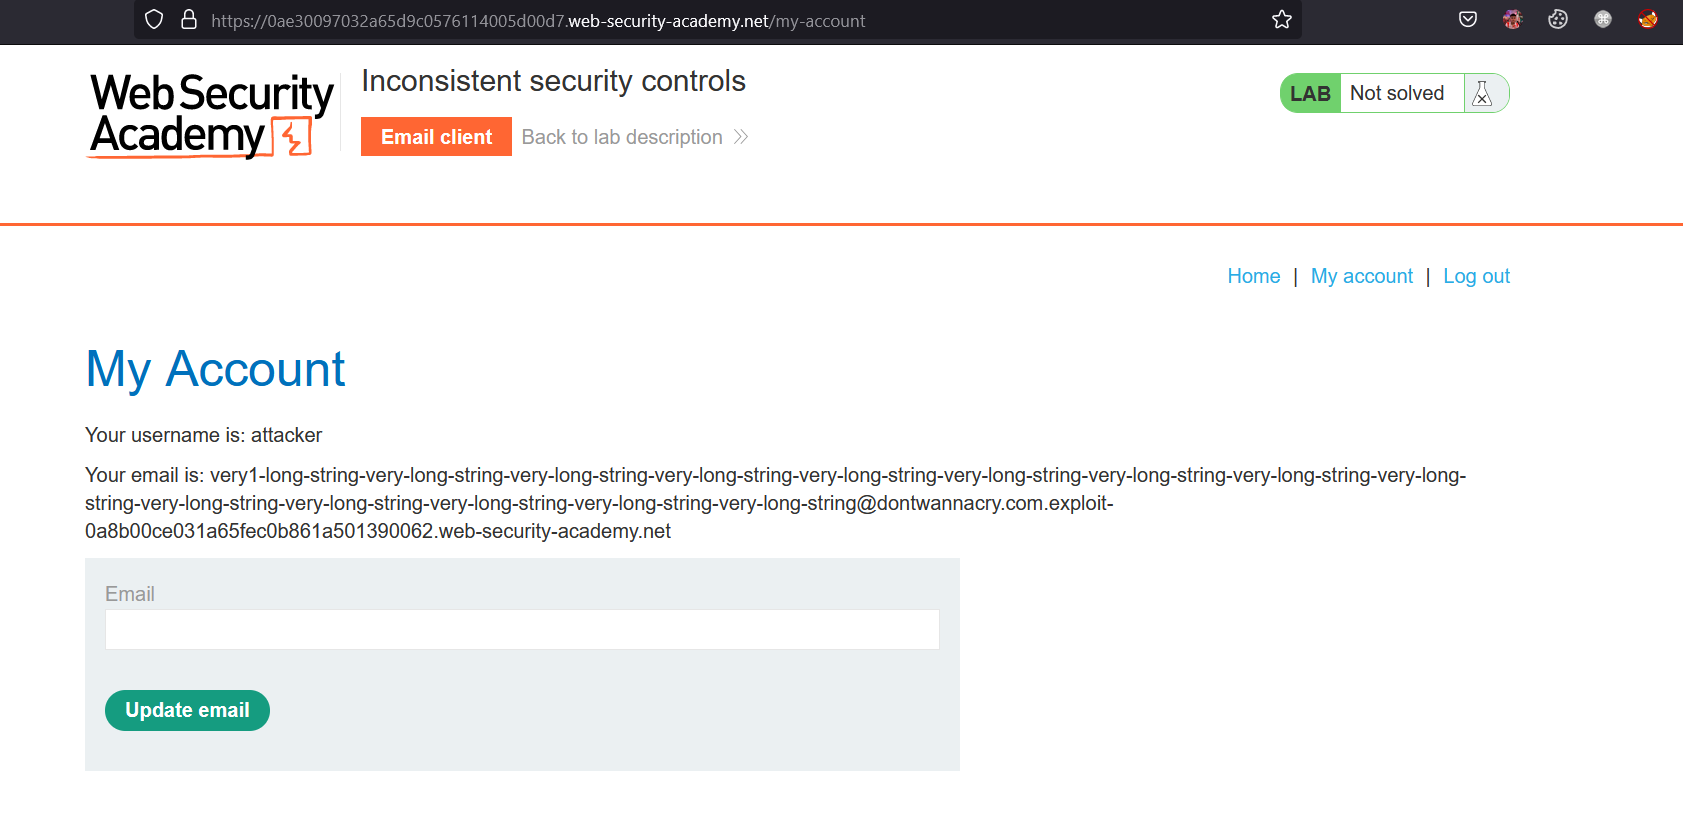 https://0ae30097032a65d9c0576114005d00d7.web-security-academy.net/my-account
Web Security
Academy
Inconsistent security controls
Email client
Back to lab description
LAB Not solved
Home | My account | Log out
My Account
Your username is: attacker
Your email is: very1-long-string-very-long-string-very-long-string-very-long-string-very-long-string-very-long-string-very-long-string-very-long-string-very-long-
string-very-long-string-very-long-string-very-long-string-very-long-string-very-long-string@dontwannacry.com.exploit-
0a8b00ce031a65fec0b861a501390062.web-security-academy.net
Email
Update email